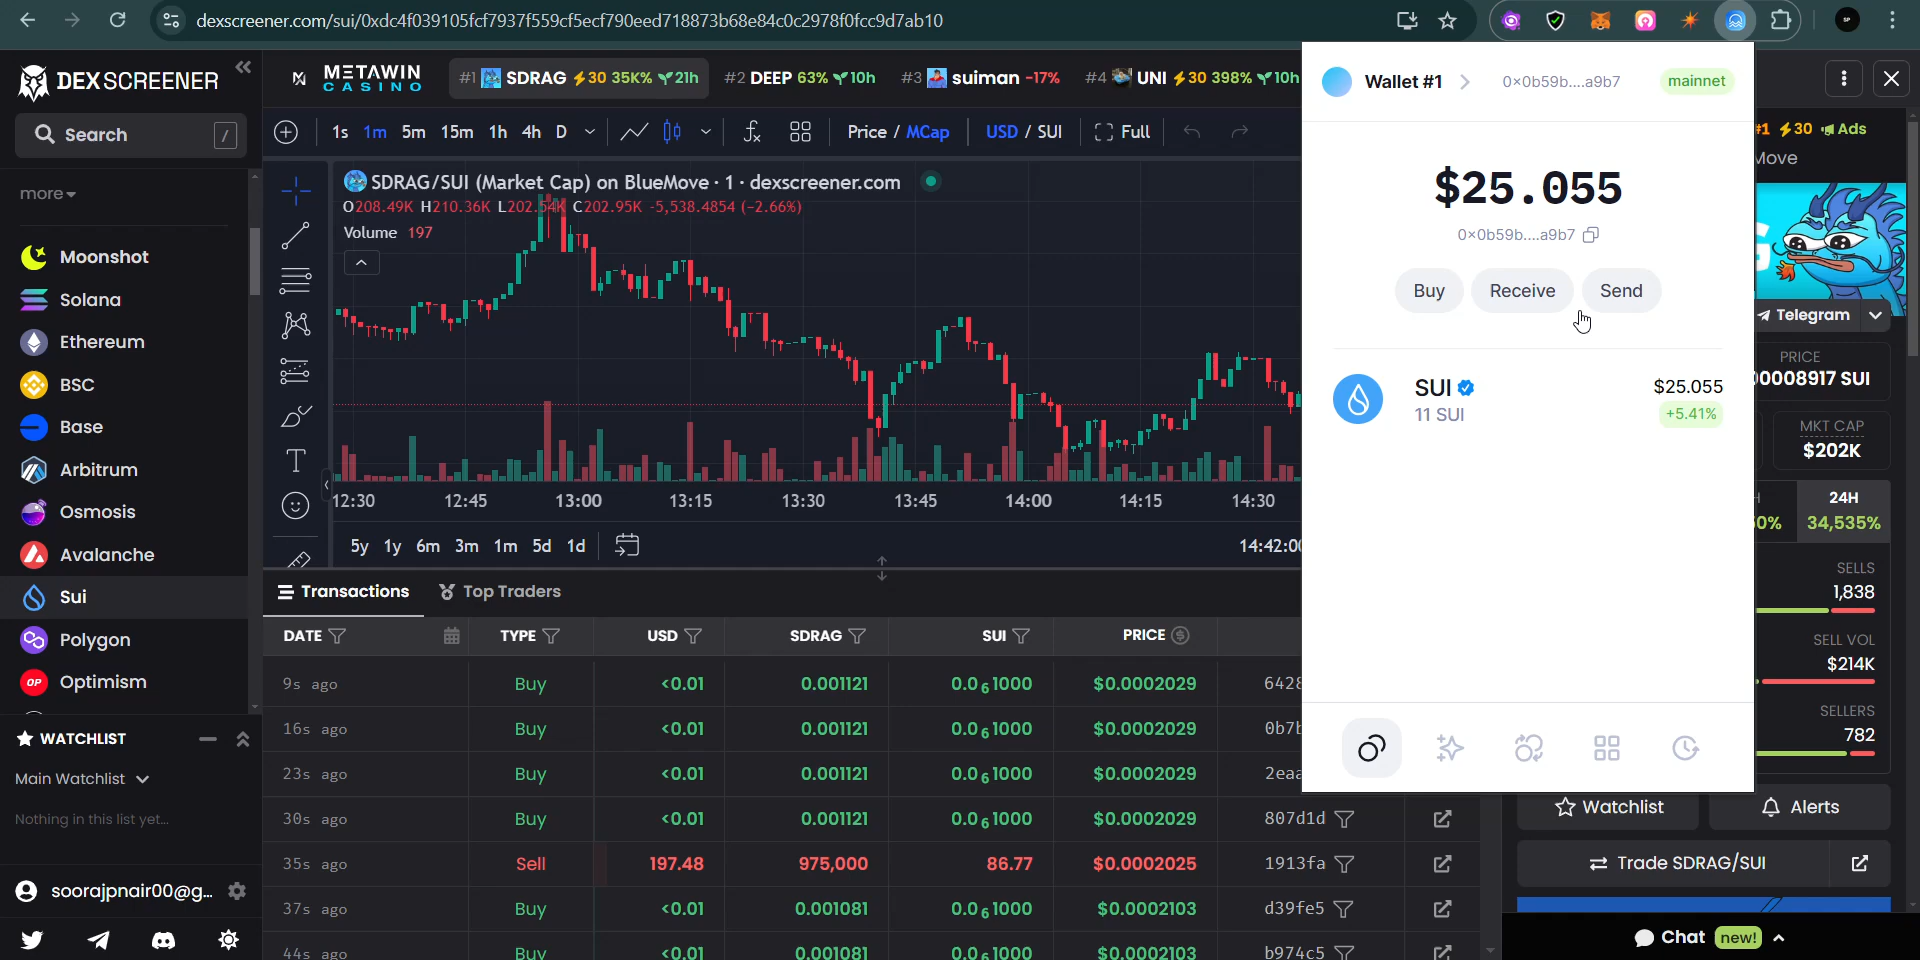 dexscreener.com/sui/0xdc4f039105fcf7937f559cf5ecf790eed718873b68e84c0c2978f0fcc9d7ab10
SP
DEX SCREENER
Search /
more
Moonshot
Solana
Ethereum
BSC
Base
Arbitrum
Osmosis
Avalanche
Sui
Polygon
OP Optimism
WATCHLIST
Main Watchlist
Nothing in this list yet...
soorajpnair00@g...
METAWIN
CASINO
#1 SDRAG 30 35K% 21h #2 DEEP 63% 10h #3 suiman -17% #4 UNI 30 398% 10h
1s 1m 5m 15m 1h 4h D Price / MCap USD / SUI Full
SDRAG/SUI (Market Cap) on BlueMove · 1 · dexscreener.com
O208.49K H210.36K L202.54K C202.95K -5,538.4854 (-2.66%)
Volume 197
12:30 12:45 13:00 13:15 13:30 13:45 14:00 14:15 14:30
5y 1y 6m 3m 1m 5d 1d 14:42:00
Transactions Top Traders
DATE TYPE USD SDRAG SUI PRICE
9s ago Buy <0.01 0.001121 0.0₆1000 $0.0002029 6428
16s ago Buy <0.01 0.001121 0.0₆1000 $0.0002029
23s ago Buy <0.01 0.001121 0.0₆1000 $0.0002029
30s ago Buy <0.01 0.001121 0.0₆1000 $0.0002029 807d1d
35s ago Sell 197.48 975,000 86.77 $0.0002025 1913fa
37s ago Buy <0.01 0.001081 0.0₆1000 $0.0002103 d39fe5
44s ago Buy <0.01 0.001081 0.0₆1000 $0.0002103 b974c5
Wallet #1 0x0b59b....a9b7 mainnet
$25.055
0x0b59b....a9b7
Buy Receive Send
SUI $25.055
11 SUI +5.41%
#1 30 Ads
Move
Telegram
PRICE
00008917 SUI
MKT CAP
$202K
24H
0% 34,535%
SELLS
1,838
SELL VOL
$214K
SELLERS
782
Watchlist Alerts
Trade SDRAG/SUI
Chat new!